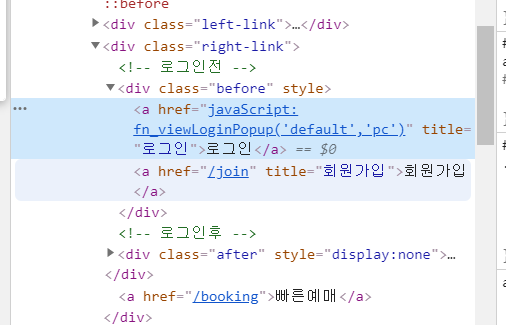 ::before
<div class="left-link">…</div>
<div class="right-link">
<!-- 로그인전 -->
<div class="before" style>
<a href="javaScript:
fn_viewLoginPopup('default','pc')" title=
"로그인">로그인</a> == $0
<a href="/join" title="회원가입">회원가입
</a>
</div>
<!-- 로그인후 -->
<div class="after" style="display:none">…
</div>
<a href="/booking">빠른예매</a>
</div>